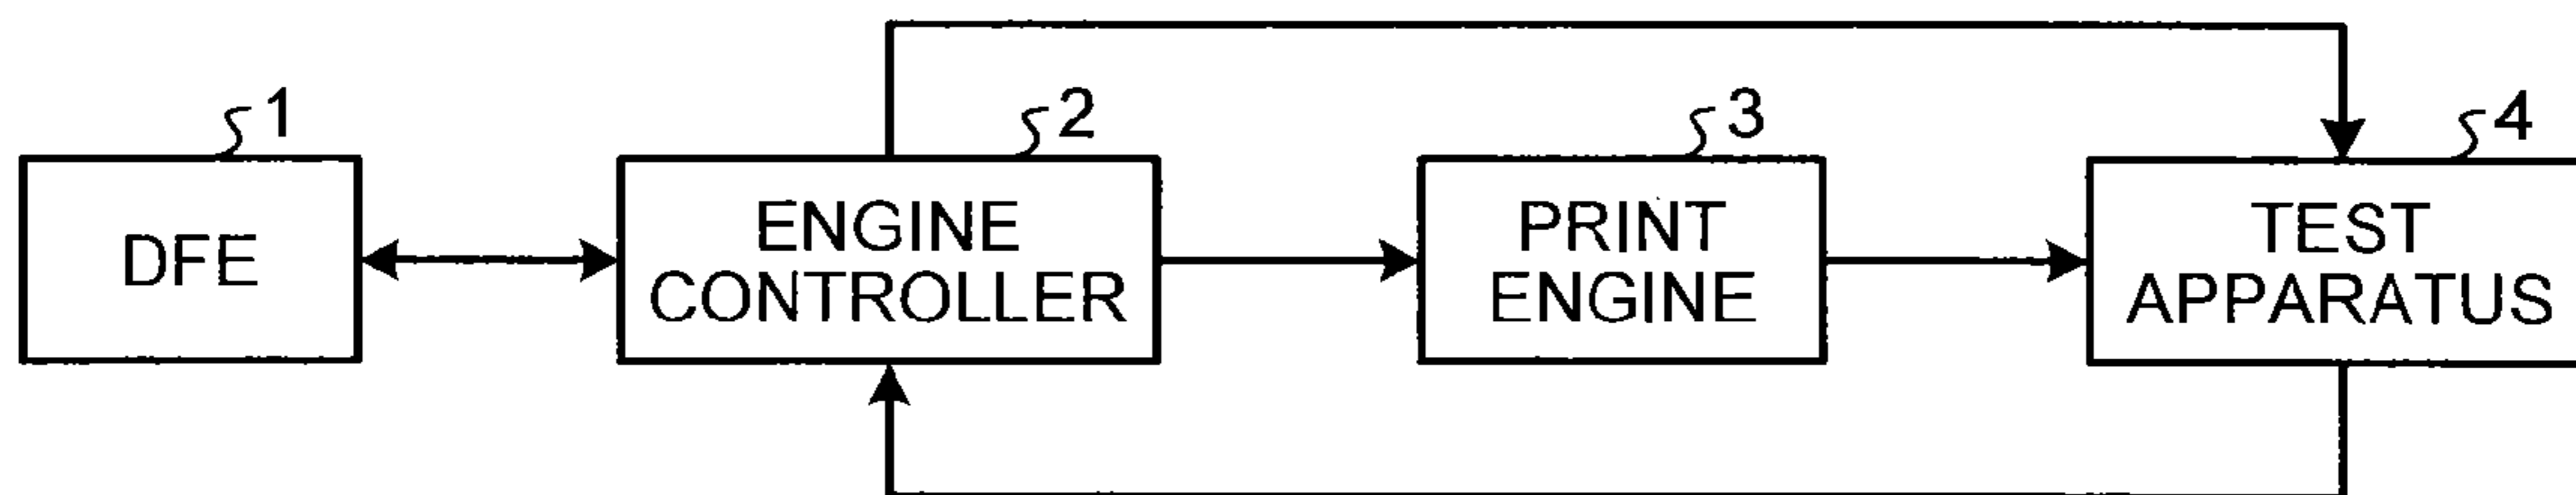 1
2
3
4
DFE
ENGINE
CONTROLLER
PRINT
ENGINE
TEST
APPARATUS